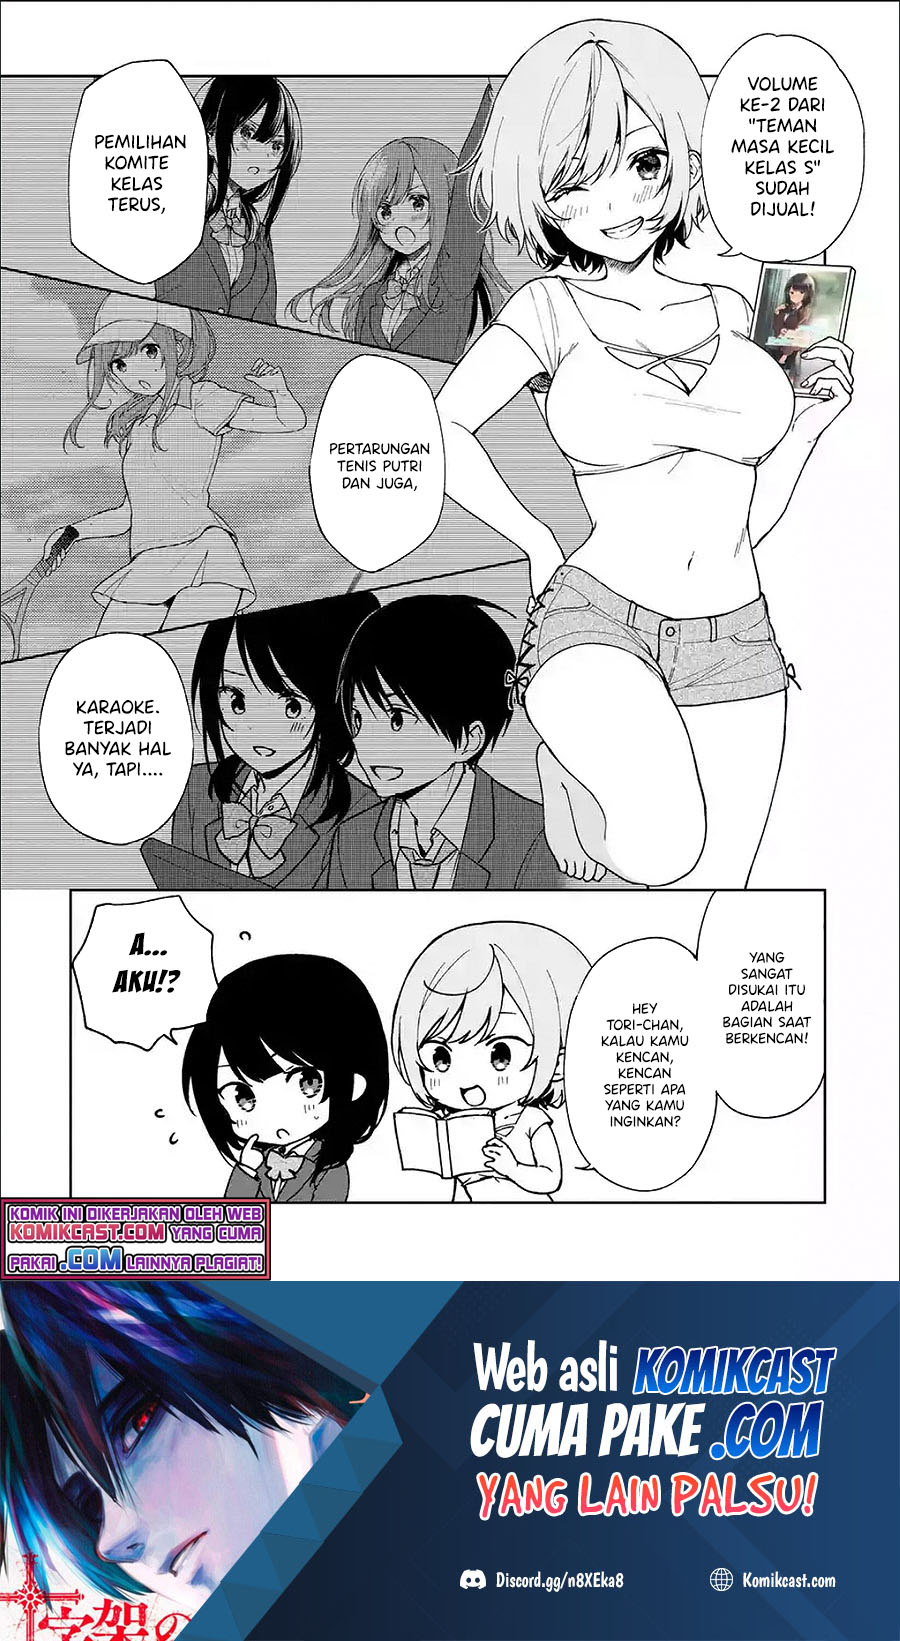 VOLUME
KE-2 DARI
"TEMAN
MASA KECIL
KELAS S"
SUDAH
DIJUAL!
PEMILIHAN
KOMITE
KELAS
TERUS,
PERTARUNGAN
TENIS PUTRI
DAN JUGA,
KARAOKE.
TERJADI
BANYAK HAL
YA, TAPI....
YANG
SANGAT
DISUKAI ITU
ADALAH
BAGIAN SAAT
BERKENCAN!
HEY
TORI-CHAN,
KALAU KAMU
KENCAN,
KENCAN
SEPERTI APA
YANG KAMU
INGINKAN?
A...
AKU!?
KOMIK INI DIKERJAKAN OLEH WEB
KOMIKCAST.COM YANG CUMA
PAKAI .COM LAINNYA PLAGIAT!
Web asli KOMIKCAST
CUMA PAKE .COM
YANG LAIN PALSU!
Discord.gg/n8XEka8
Komikcast.com